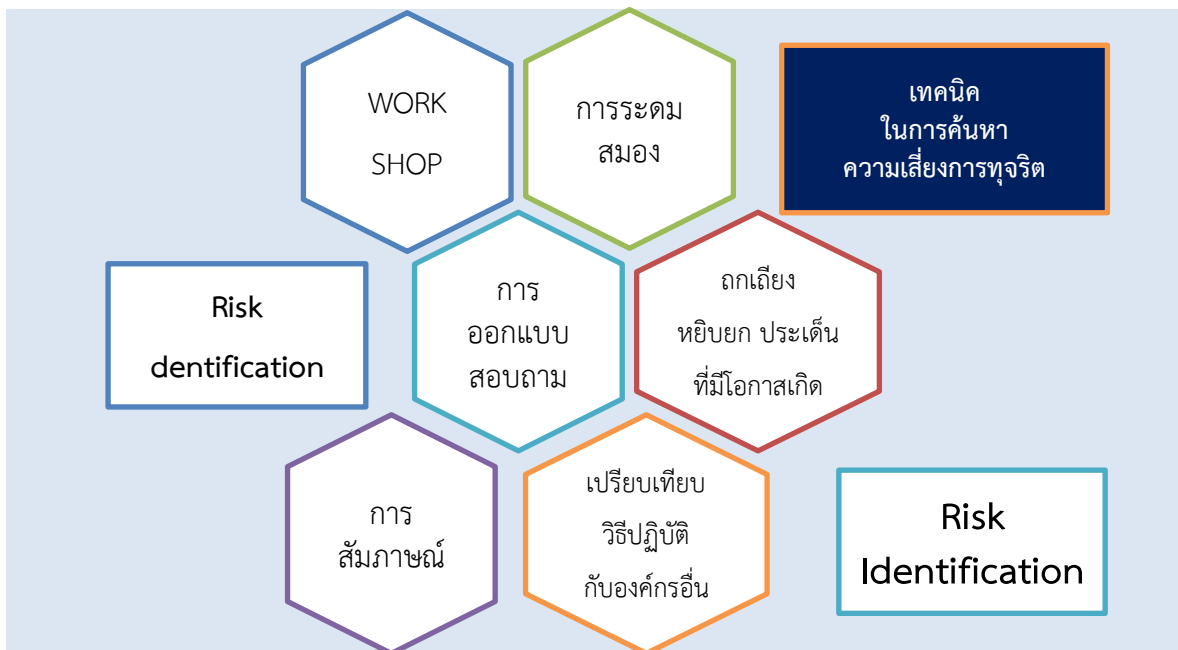 WORK
SHOP
การระดม
สมอง
เทคนิค
ในการค้นหา
ความเสี่ยงการทุจริต
Risk
dentification
การ
ออกแบบ
สอบถาม
ถกเถียง
หยิบยก ประเด็น
ที่มีโอกาสเกิด
การ
สัมภาษณ์
เปรียบเทียบ
วิธีปฏิบัติ
กับองค์กรอื่น
Risk
Identification